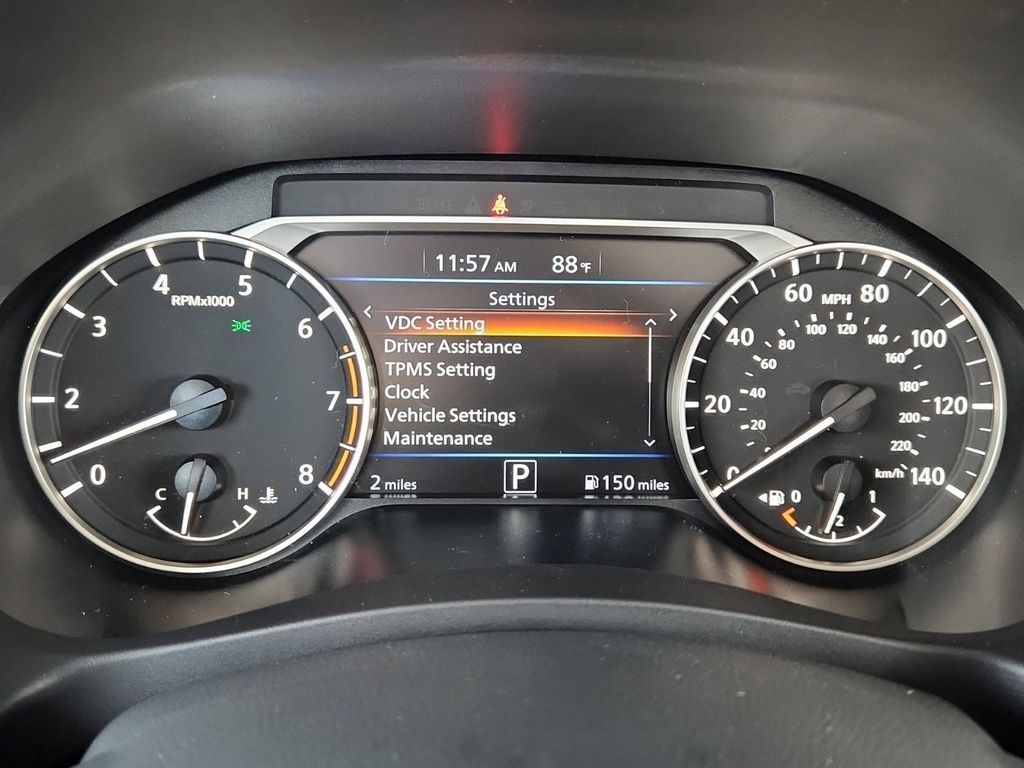 BRAKE
ABS
11:57 AM 88°F
Settings
VDC Setting
Driver Assistance
TPMS Setting
Clock
Vehicle Settings
Maintenance
2 miles P 150 miles
RPMx1000
0 2 3 4 5 6 7 8
C H
MPH
0 20 40 60 80 100 120 140
20 40 60 80 100 120 140 160 180 200 220
km/h
0 1